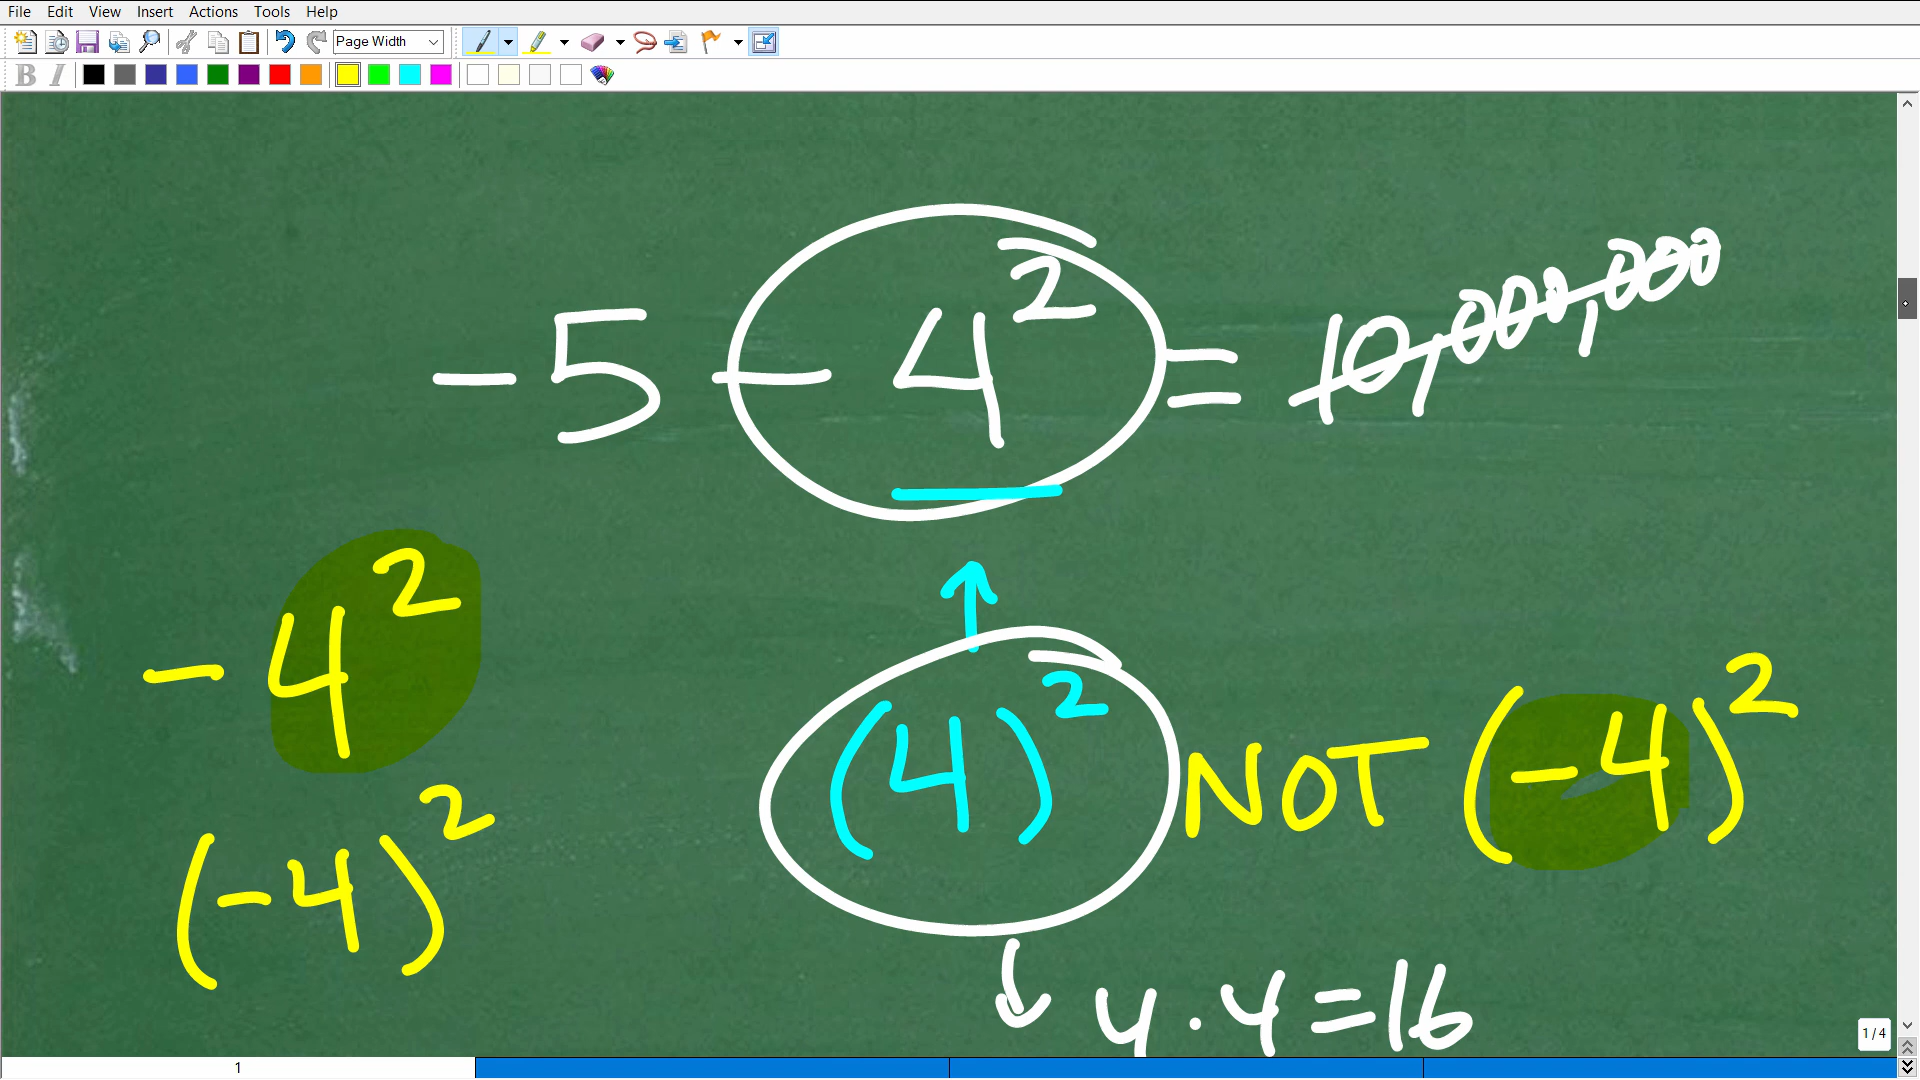 File Edit View Insert Actions Tools Help
Page Width
B I
-5 - 4² = 10,000,000
-4²
(4)² NOT (-4)²
(-4)²
4 · 4 = 16
1 / 4
1